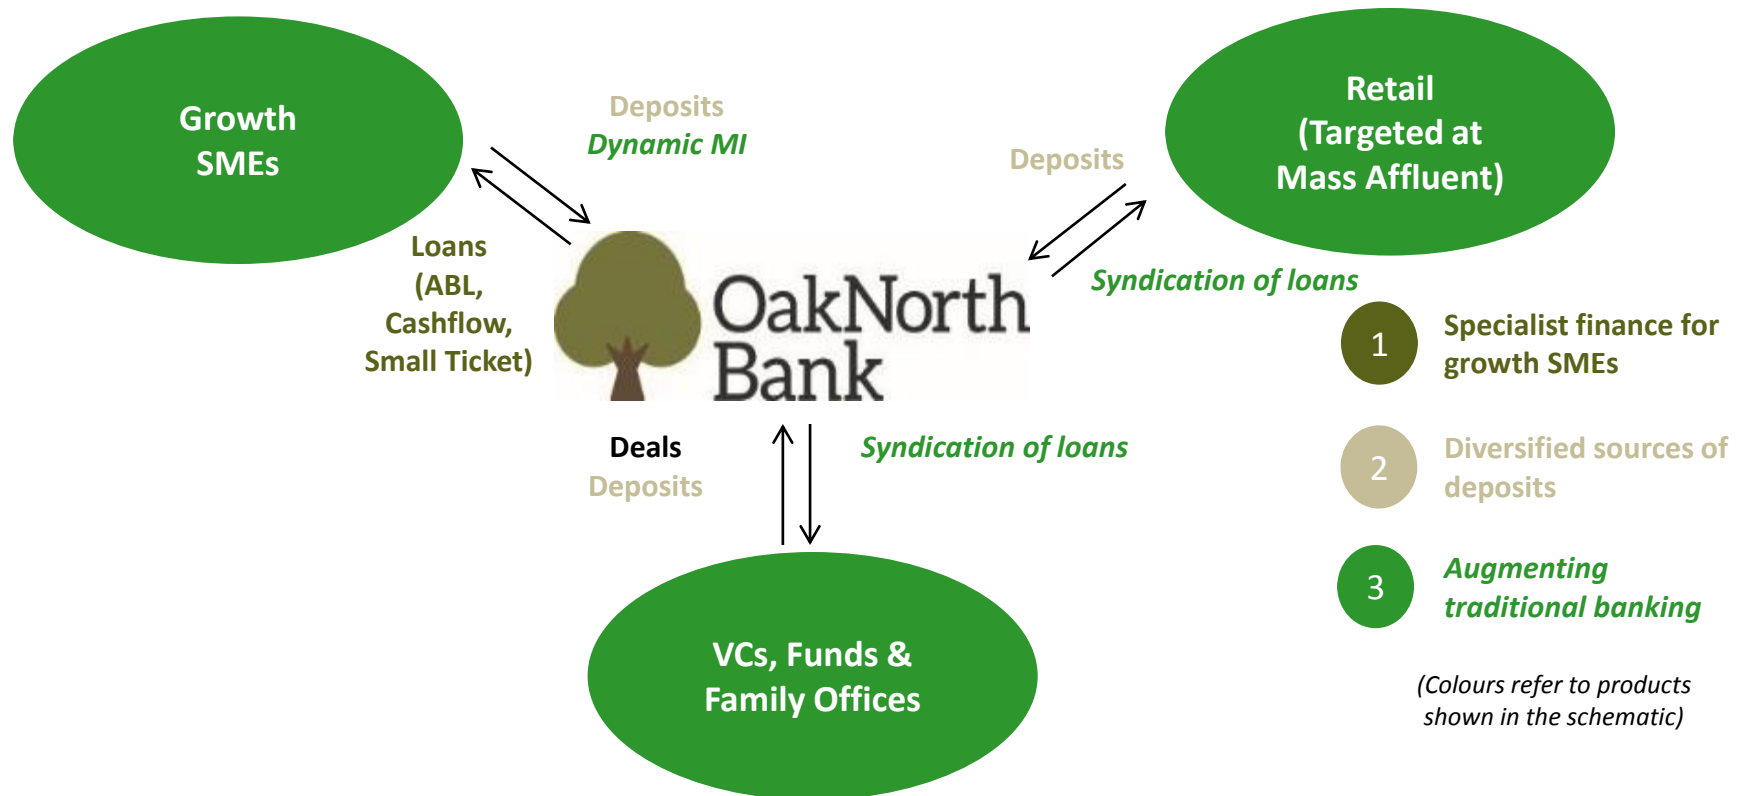 Growth
SMEs
Deposits
Dynamic MI
Deposits
Retail
(Targeted at
Mass Affluent)
Loans
(ABL,
Cashflow,
Small Ticket)
OakNorth
Bank
Syndication of loans
Deals
Deposits
Syndication of loans
VCs, Funds &
Family Offices
1
Specialist finance for
growth SMEs
2
Diversified sources of
deposits
3
Augmenting
traditional banking
(Colours refer to products
shown in the schematic)